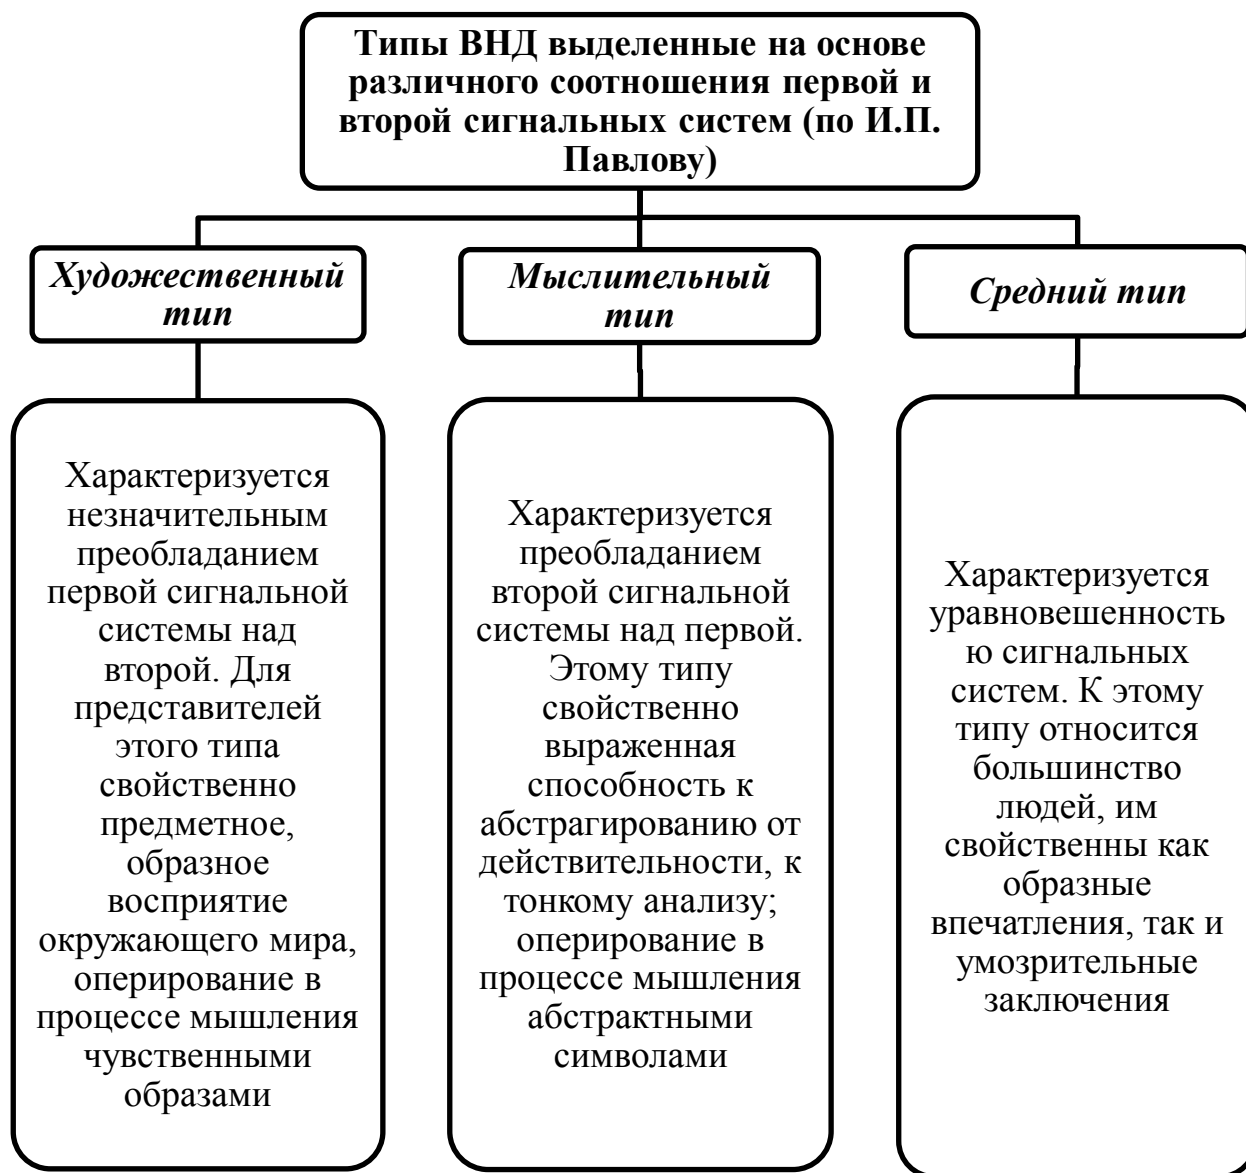 Типы ВНД выделенные на основе
различного соотношения первой и
второй сигнальных систем (по И.П.
Павлову)
Художественный
тип
Мыслительный
тип
Средний тип
Характеризуется
незначительным
преобладанием
первой сигнальной
системы над
второй. Для
представителей
этого типа
свойственно
предметное,
образное
восприятие
окружающего мира,
оперирование в
процессе мышления
чувственными
образами
Характеризуется
преобладанием
второй сигнальной
системы над первой.
Этому типу
свойственно
выраженная
способность к
абстрагированию от
действительности, к
тонкому анализу;
оперирование в
процессе мышления
абстрактными
символами
Характеризуется
уравновешенность
ю сигнальных
систем. К этому
типу относится
большинство
людей, им
свойственны как
образные
впечатления, так и
умозрительные
заключения